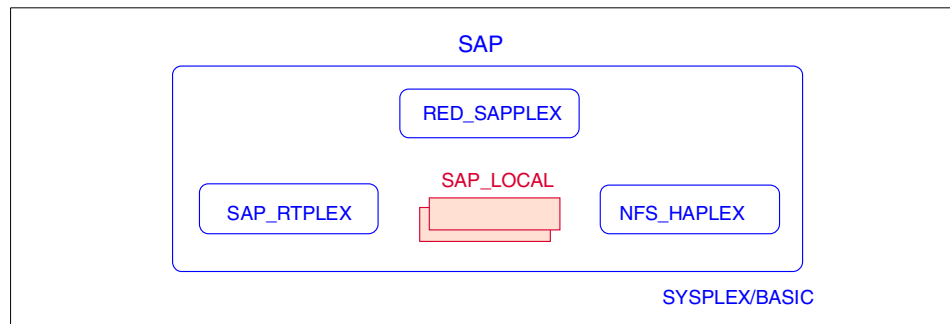 SAP
RED_SAPPLEX
SAP_LOCAL
SAP_RTPLEX
NFS_HAPLEX
SYSPLEX/BASIC